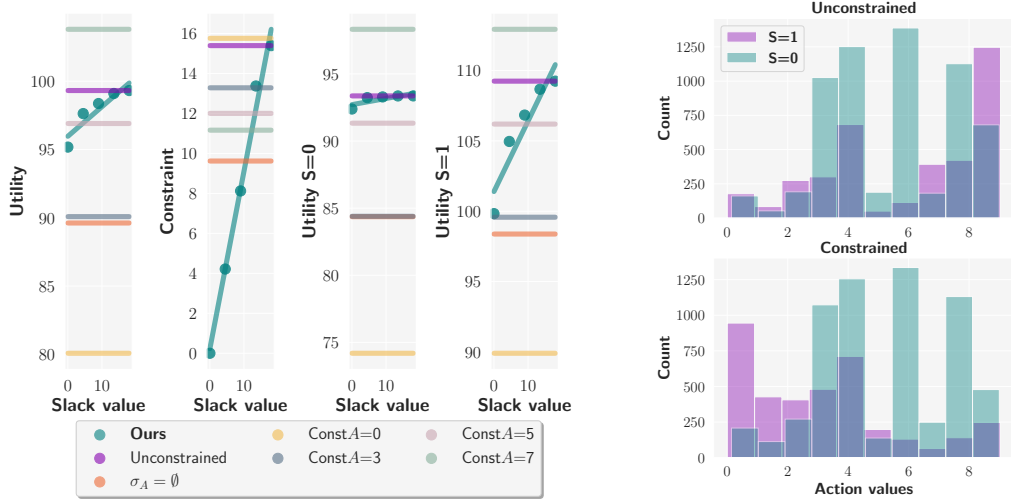 Utility
100
95
90
85
80
0 10
Slack value
Constraint
16
14
12
10
8
6
4
2
0
0 10
Slack value
Utility S=0
95
90
85
80
75
0 10
Slack value
Utility S=1
110
105
100
95
90
0 10
Slack value
Ours
Unconstrained
σ_A = ∅
ConstA=0
ConstA=3
ConstA=5
ConstA=7
Unconstrained
S=1
S=0
Count
1250
1000
750
500
250
0
0 2 4 6 8
Constrained
Count
1250
1000
750
500
250
0
0 2 4 6 8
Action values